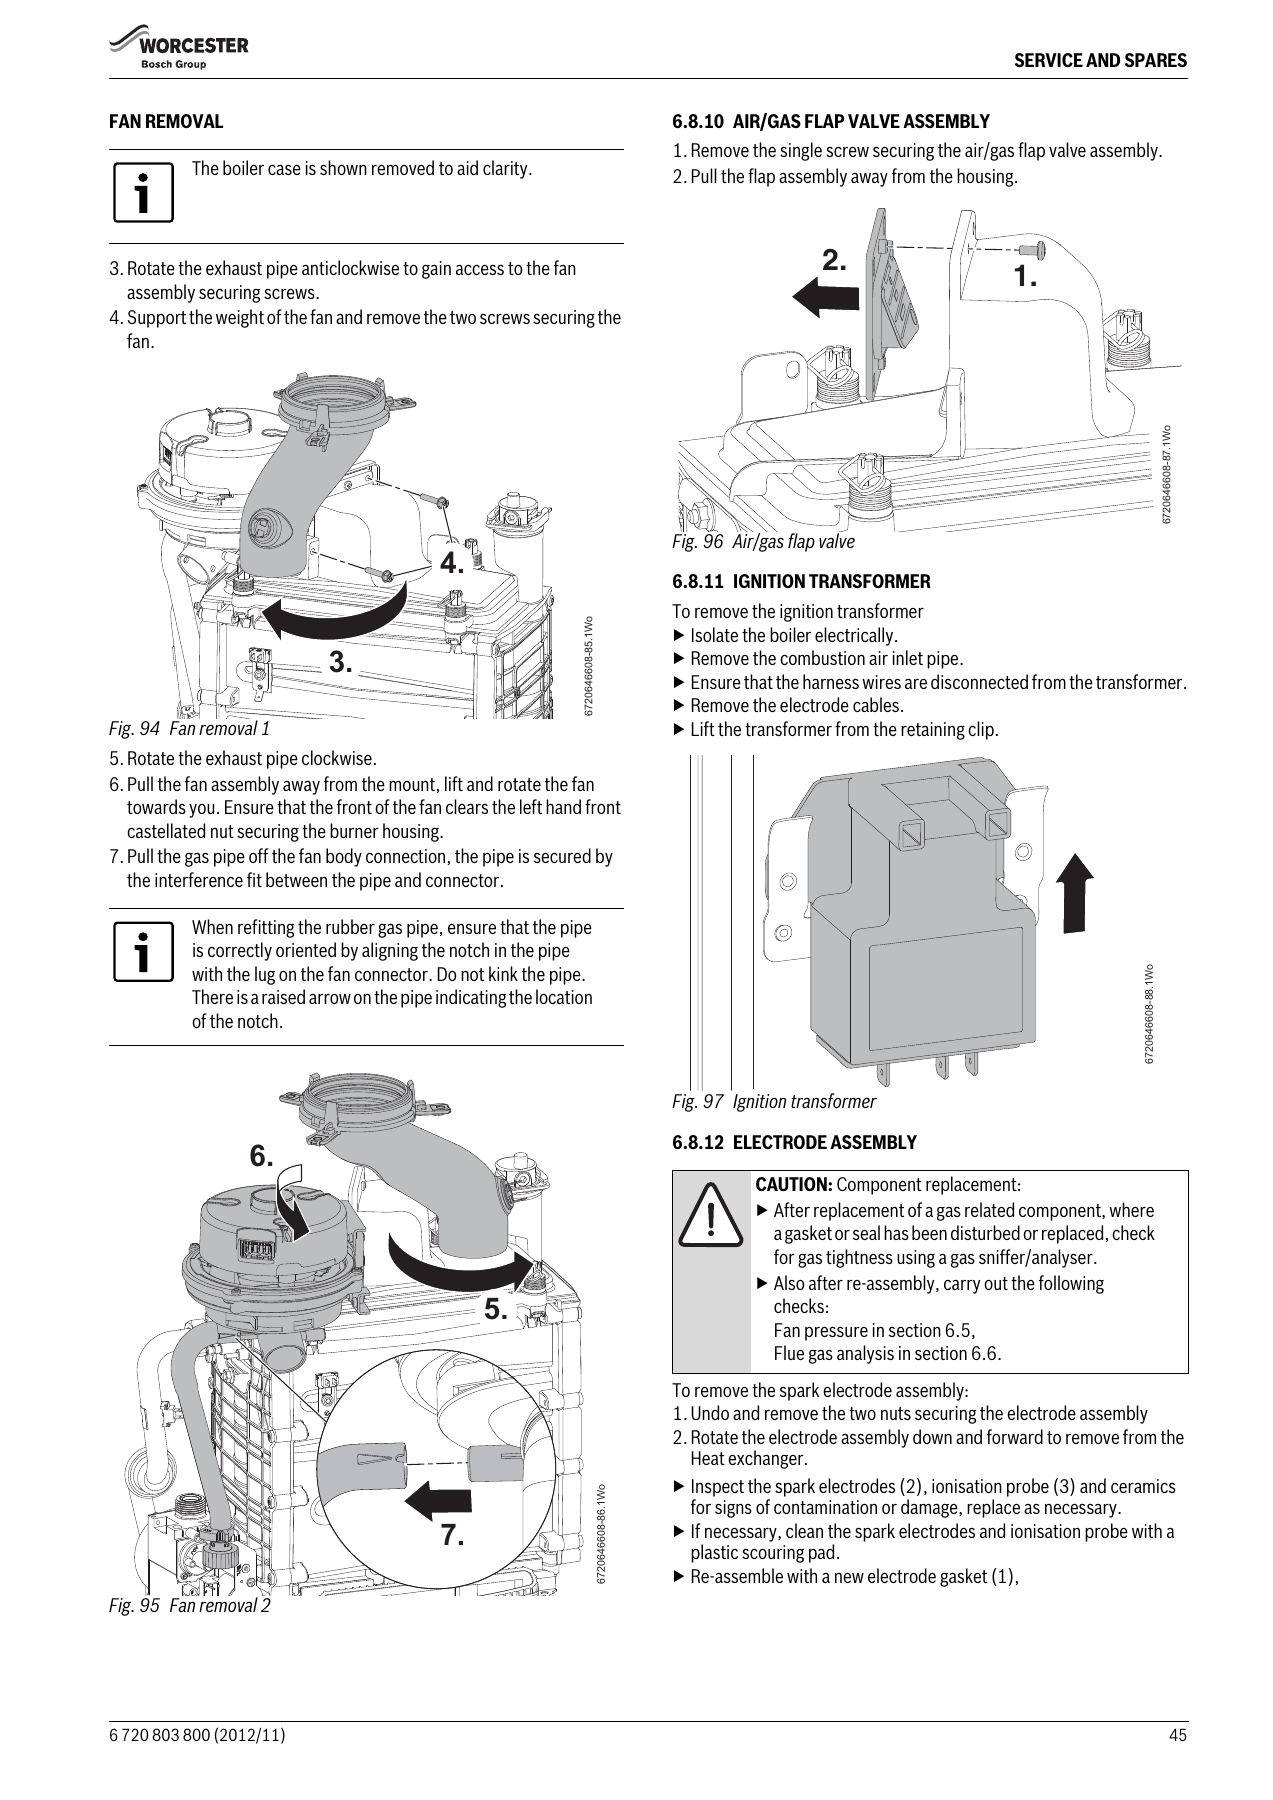 WORCESTER
Bosch Group
SERVICE AND SPARES
FAN REMOVAL
i
The boiler case is shown removed to aid clarity.
3. Rotate the exhaust pipe anticlockwise to gain access to the fan
assembly securing screws.
4. Support the weight of the fan and remove the two screws securing the
fan.
4.
3.
6720646608-85.1Wo
Fig. 94 Fan removal 1
5. Rotate the exhaust pipe clockwise.
6. Pull the fan assembly away from the mount, lift and rotate the fan
towards you. Ensure that the front of the fan clears the left hand front
castellated nut securing the burner housing.
7. Pull the gas pipe off the fan body connection, the pipe is secured by
the interference fit between the pipe and connector.
i
When refitting the rubber gas pipe, ensure that the pipe
is correctly oriented by aligning the notch in the pipe
with the lug on the fan connector. Do not kink the pipe.
There is a raised arrow on the pipe indicating the location
of the notch.
6.
5.
7.
6720646608-86.1Wo
Fig. 95 Fan removal 2
6.8.10 AIR/GAS FLAP VALVE ASSEMBLY
1. Remove the single screw securing the air/gas flap valve assembly.
2. Pull the flap assembly away from the housing.
2.
1.
6720646608-87.1Wo
Fig. 96 Air/gas flap valve
6.8.11 IGNITION TRANSFORMER
To remove the ignition transformer
▶ Isolate the boiler electrically.
▶ Remove the combustion air inlet pipe.
▶ Ensure that the harness wires are disconnected from the transformer.
▶ Remove the electrode cables.
▶ Lift the transformer from the retaining clip.
6720646608-88.1Wo
Fig. 97 Ignition transformer
6.8.12 ELECTRODE ASSEMBLY
CAUTION: Component replacement:
▶ After replacement of a gas related component, where
a gasket or seal has been disturbed or replaced, check
for gas tightness using a gas sniffer/analyser.
▶ Also after re-assembly, carry out the following
checks:
Fan pressure in section 6.5,
Flue gas analysis in section 6.6.
To remove the spark electrode assembly:
1. Undo and remove the two nuts securing the electrode assembly
2. Rotate the electrode assembly down and forward to remove from the
Heat exchanger.
▶ Inspect the spark electrodes (2), ionisation probe (3) and ceramics
for signs of contamination or damage, replace as necessary.
▶ If necessary, clean the spark electrodes and ionisation probe with a
plastic scouring pad.
▶ Re-assemble with a new electrode gasket (1),
6 720 803 800 (2012/11)
45